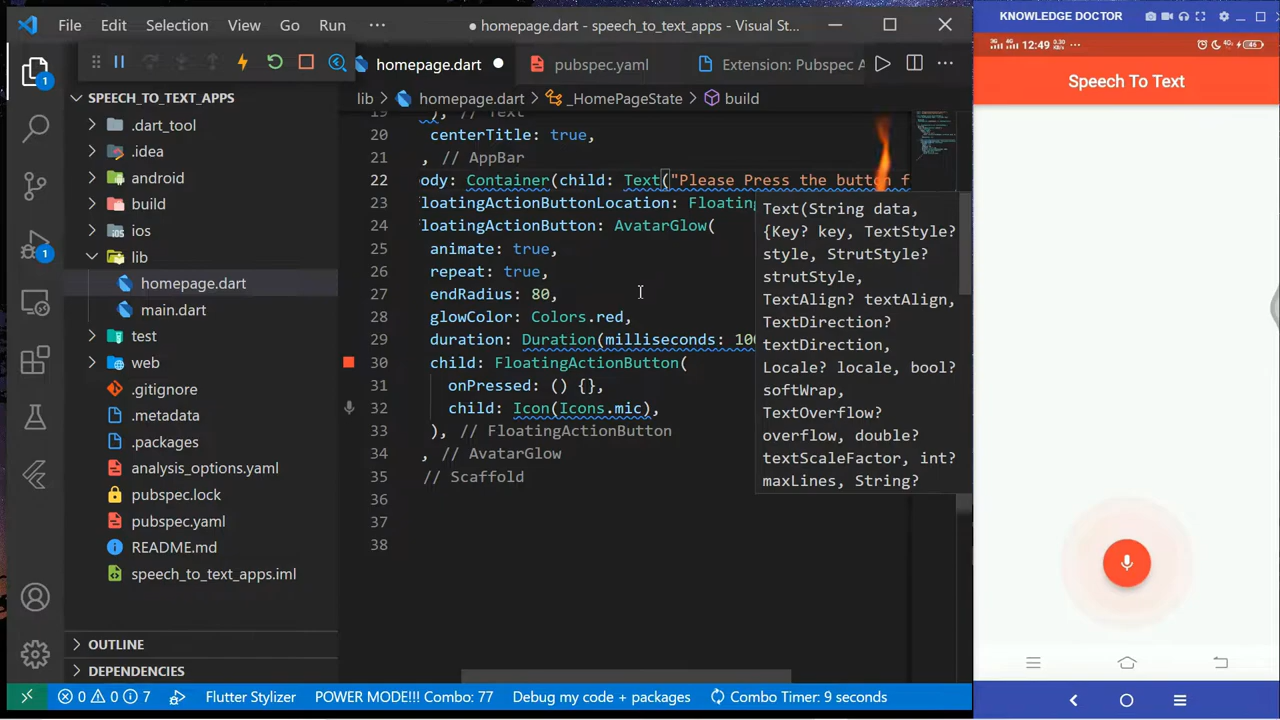 File Edit Selection View Go Run ··· ● homepage.dart - speech_to_text_apps - Visual St...
homepage.dart ● pubspec.yaml Extension: Pubspec A ···
lib > homepage.dart > _HomePageState > build
SPEECH_TO_TEXT_APPS
.dart_tool
.idea
android
build
ios
lib
homepage.dart
main.dart
test
web
.gitignore
.metadata
.packages
analysis_options.yaml
pubspec.lock
pubspec.yaml
README.md
speech_to_text_apps.iml
OUTLINE
DEPENDENCIES
1
1
19 ), // Text
20 centerTitle: true,
21 , // AppBar
22 ody: Container(child: Text("Please Press the button f
23 loatingActionButtonLocation: Floating
24 loatingActionButton: AvatarGlow(
25 animate: true,
26 repeat: true,
27 endRadius: 80,
28 glowColor: Colors.red,
29 duration: Duration(milliseconds: 100
30 child: FloatingActionButton(
31 onPressed: () {},
32 child: Icon(Icons.mic),
33 ), // FloatingActionButton
34 , // AvatarGlow
35 // Scaffold
36
37
38
Text(String data,
{Key? key, TextStyle?
style, StrutStyle?
strutStyle,
TextAlign? textAlign,
TextDirection?
textDirection,
Locale? locale, bool?
softWrap,
TextOverflow?
overflow, double?
textScaleFactor, int?
maxLines, String?
0 0 7 Flutter Stylizer POWER MODE!!! Combo: 77 Debug my code + packages Combo Timer: 9 seconds
KNOWLEDGE DOCTOR
12:49 ··· 46
Speech To Text